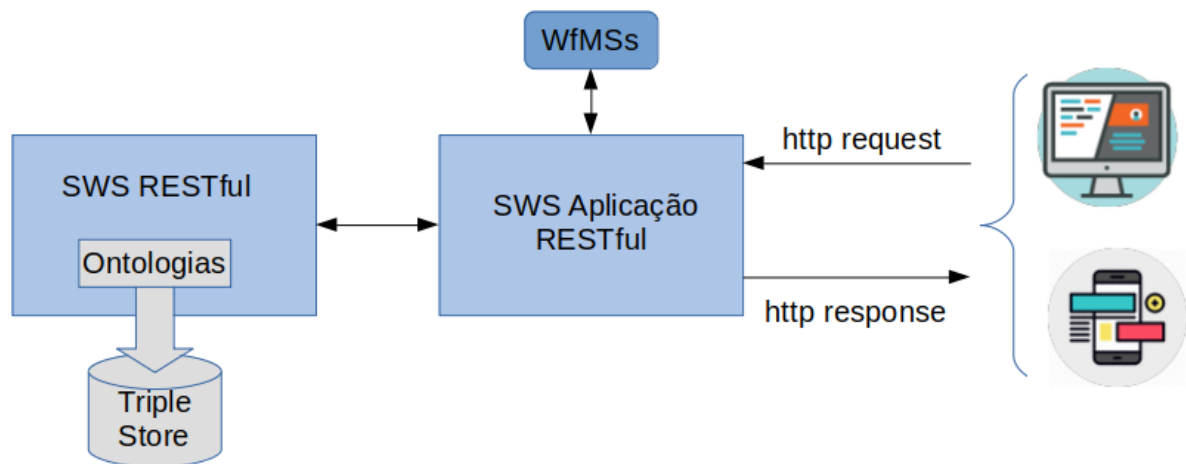 WfMSs
SWS RESTful
Ontologias
Triple
Store
SWS Aplicação
RESTful
http request
http response